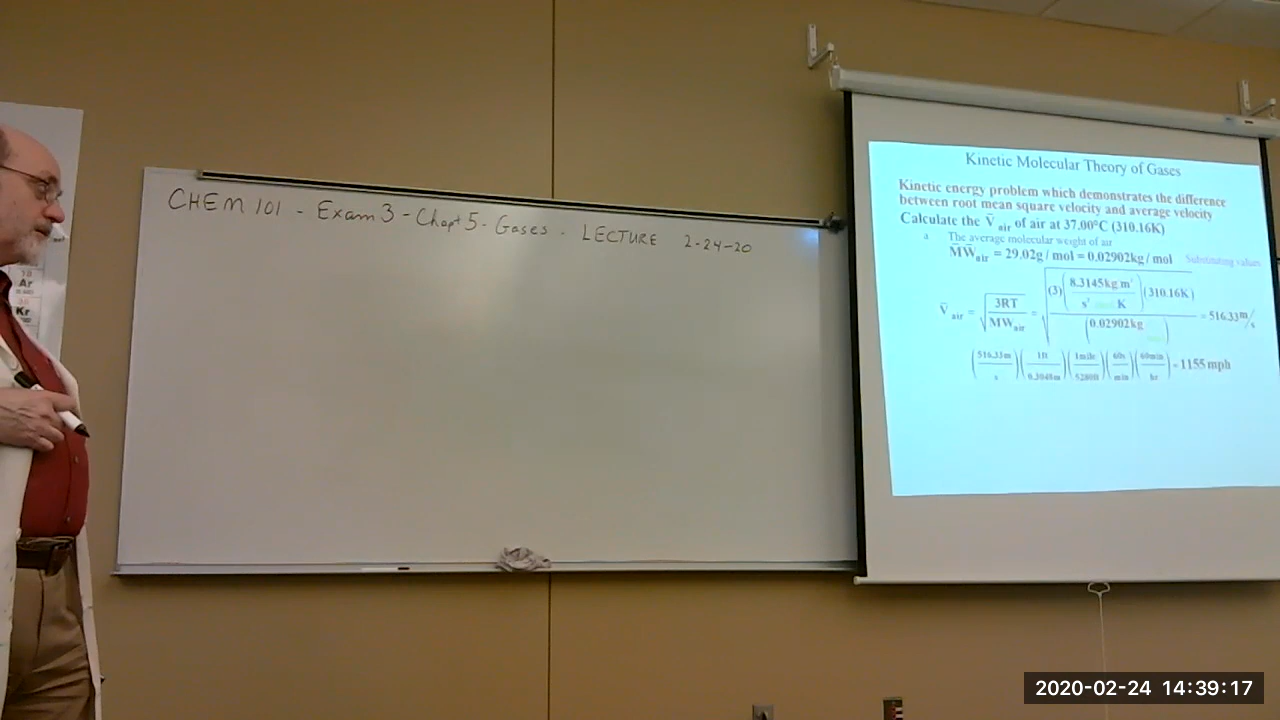 CHEM 101 - Exam 3 - Chapt 5 - Gases - LECTURE 2-24-20
Kinetic Molecular Theory of Gases
Kinetic energy problem which demonstrates the difference
between root mean square velocity and average velocity
Calculate the V̄ air of air at 37.00°C (310.16K)
a The average molecular weight of air
M̄W̄air = 29.02g / mol = 0.02902kg / mol Substituting values
V̄ air = √(3RT / MWair) = √((3)(8.3145kg m² / s² mol K)(310.16K) / (0.02902kg / mol)) = 516.33 m/s
(516.33m / s)(1ft / 0.3048m)(1mile / 5280ft)(60s / min)(60min / hr) = 1155 mph
Ar
Kr
2020-02-24 14:39:17